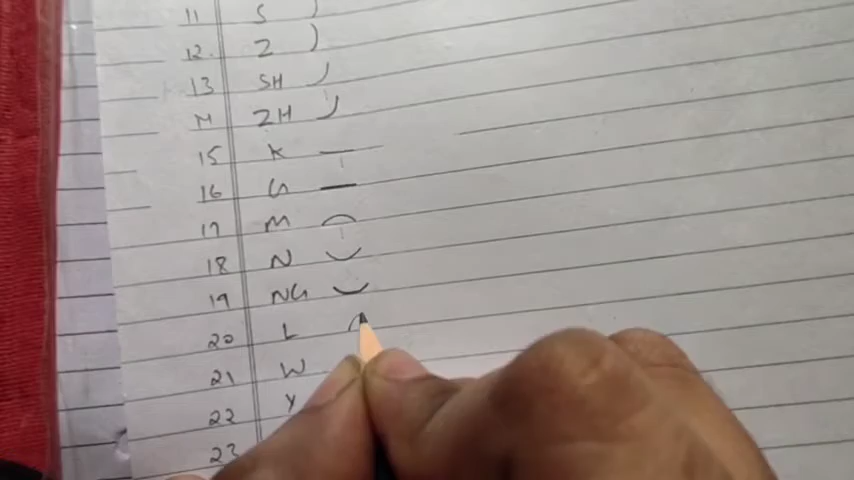 11 S )
12. Z )
13 SH
14 ZH
15 K —
16 G —
17 M
18 N
19 NG
20 L
21 W
22 Y
23